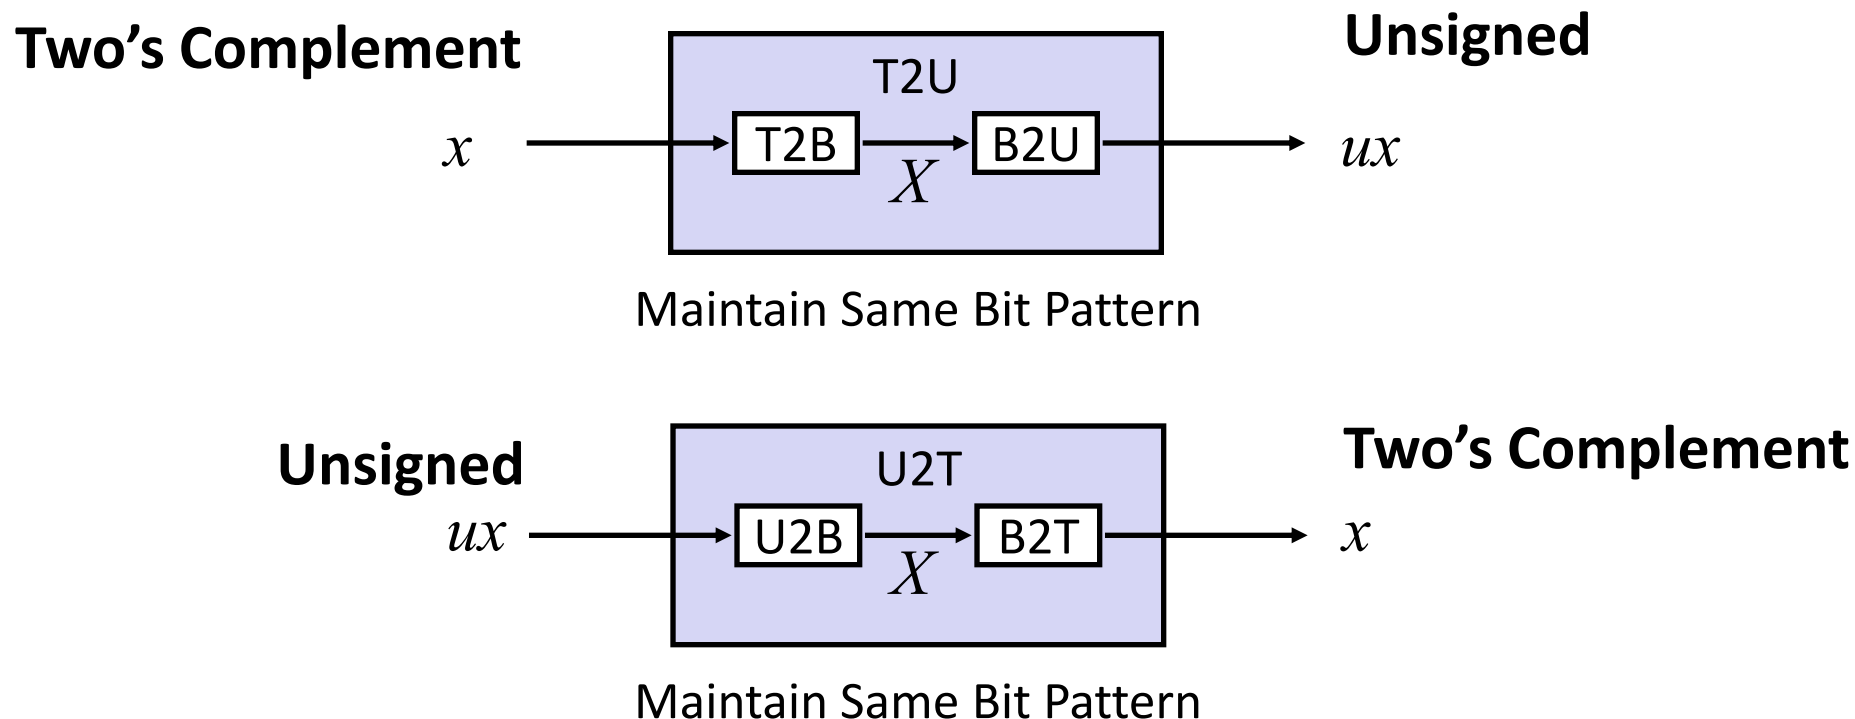 Two’s Complement
Unsigned
T2U
x
T2B
X
B2U
ux
Maintain Same Bit Pattern
Unsigned
Two’s Complement
U2T
ux
U2B
X
B2T
x
Maintain Same Bit Pattern